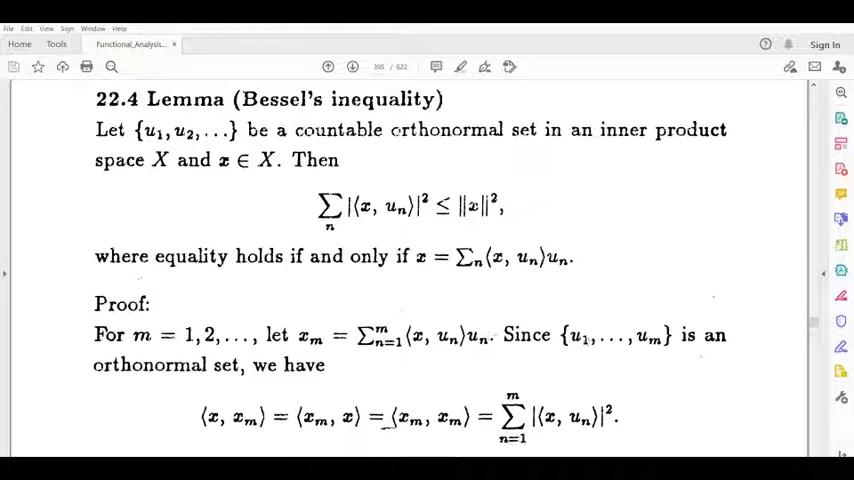 File Edit View Sign Window Help
Home Tools Functional_Analysis... × Sign In
395 / 623
22.4 Lemma (Bessel's inequality)
Let {u₁, u₂, ...} be a countable orthonormal set in an inner product
space X and x ∈ X. Then
∑ₙ |⟨x, uₙ⟩|² ≤ ‖x‖²,
where equality holds if and only if x = ∑ₙ⟨x, uₙ⟩uₙ.
Proof:
For m = 1, 2, ..., let xₘ = ∑ₙ₌₁ᵐ⟨x, uₙ⟩uₙ. Since {u₁, ..., uₘ} is an
orthonormal set, we have
⟨x, xₘ⟩ = ⟨xₘ, x⟩ = ⟨xₘ, xₘ⟩ = ∑ₙ₌₁ᵐ |⟨x, uₙ⟩|².